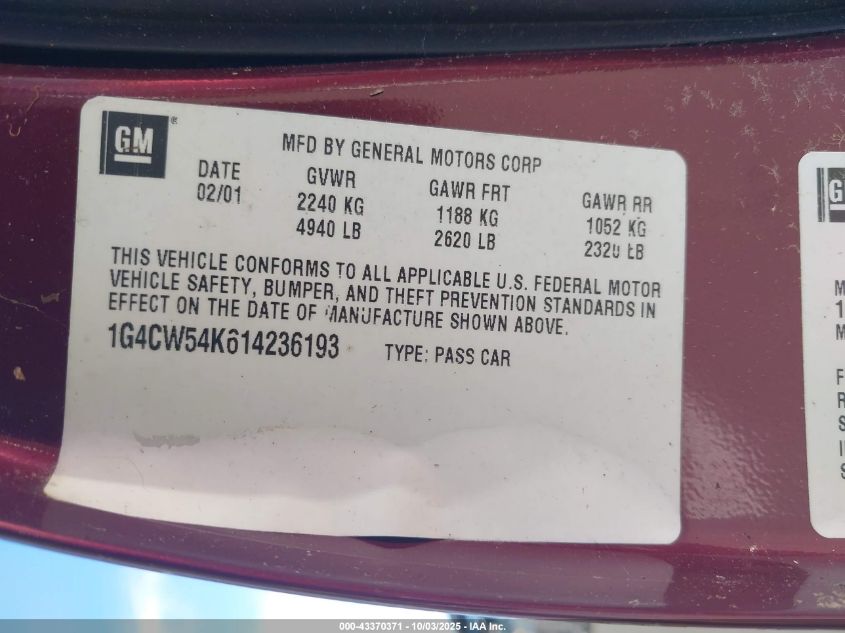 GM ®
MFD BY GENERAL MOTORS CORP
DATE
02/01
GVWR
2240 KG
4940 LB
GAWR FRT
1188 KG
2620 LB
GAWR RR
1052 KG
2320 LB
THIS VEHICLE CONFORMS TO ALL APPLICABLE U.S. FEDERAL MOTOR
VEHICLE SAFETY, BUMPER, AND THEFT PREVENTION STANDARDS IN
EFFECT ON THE DATE OF MANUFACTURE SHOWN ABOVE.
1G4CW54K614236193 TYPE: PASS CAR
000-43370371 - 10/03/2025 - IAA Inc.